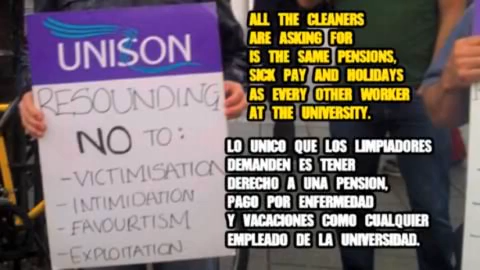 UNISON
RESOUNDING
NO TO:
- VICTIMISATION
- INTIMIDATION
- FAVOURTISM
- EXPLOITATION
ALL THE CLEANERS
ARE ASKING FOR
IS THE SAME PENSIONS,
SICK PAY AND HOLIDAYS
AS EVERY OTHER WORKER
AT THE UNIVERSITY.
LO UNICO QUE LOS LIMPIADORES
DEMANDEN ES TENER
DERECHO A UNA PENSION,
PAGO POR ENFERMEDAD
Y VACACIONES COMO CUALQUIER
EMPLEADO DE LA UNIVERSIDAD.